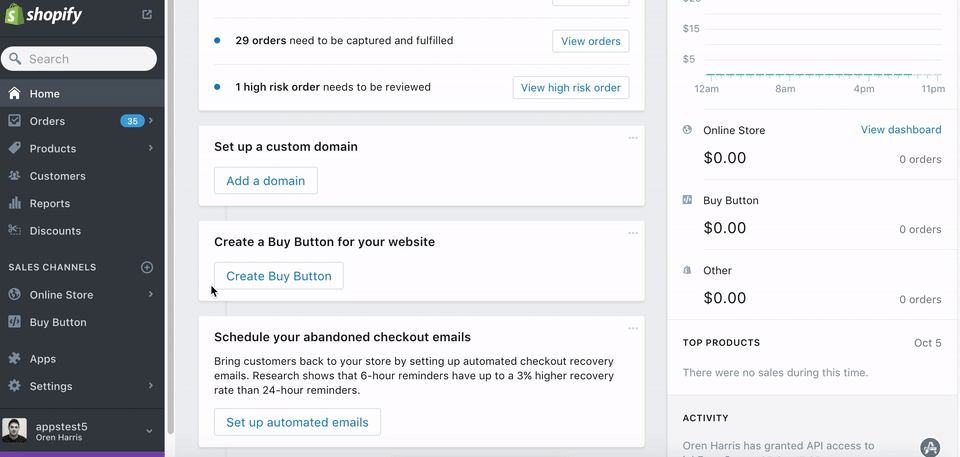 shopify
Search
Home
Orders 35
Products
Customers
Reports
Discounts
SALES CHANNELS
Online Store
Buy Button
Apps
Settings
appstest5
Oren Harris
29 orders need to be captured and fulfilled
View orders
1 high risk order needs to be reviewed
View high risk order
Set up a custom domain
Add a domain
Create a Buy Button for your website
Create Buy Button
Schedule your abandoned checkout emails
Bring customers back to your store by setting up automated checkout recovery
emails. Research shows that 6-hour reminders have up to a 3% higher recovery
rate than 24-hour reminders.
Set up automated emails
$15
$5
12am 8am 4pm 11pm
Online Store View dashboard
$0.00 0 orders
Buy Button
$0.00 0 orders
Other
$0.00 0 orders
TOP PRODUCTS Oct 5
There were no sales during this time.
ACTIVITY
Oren Harris has granted API access to